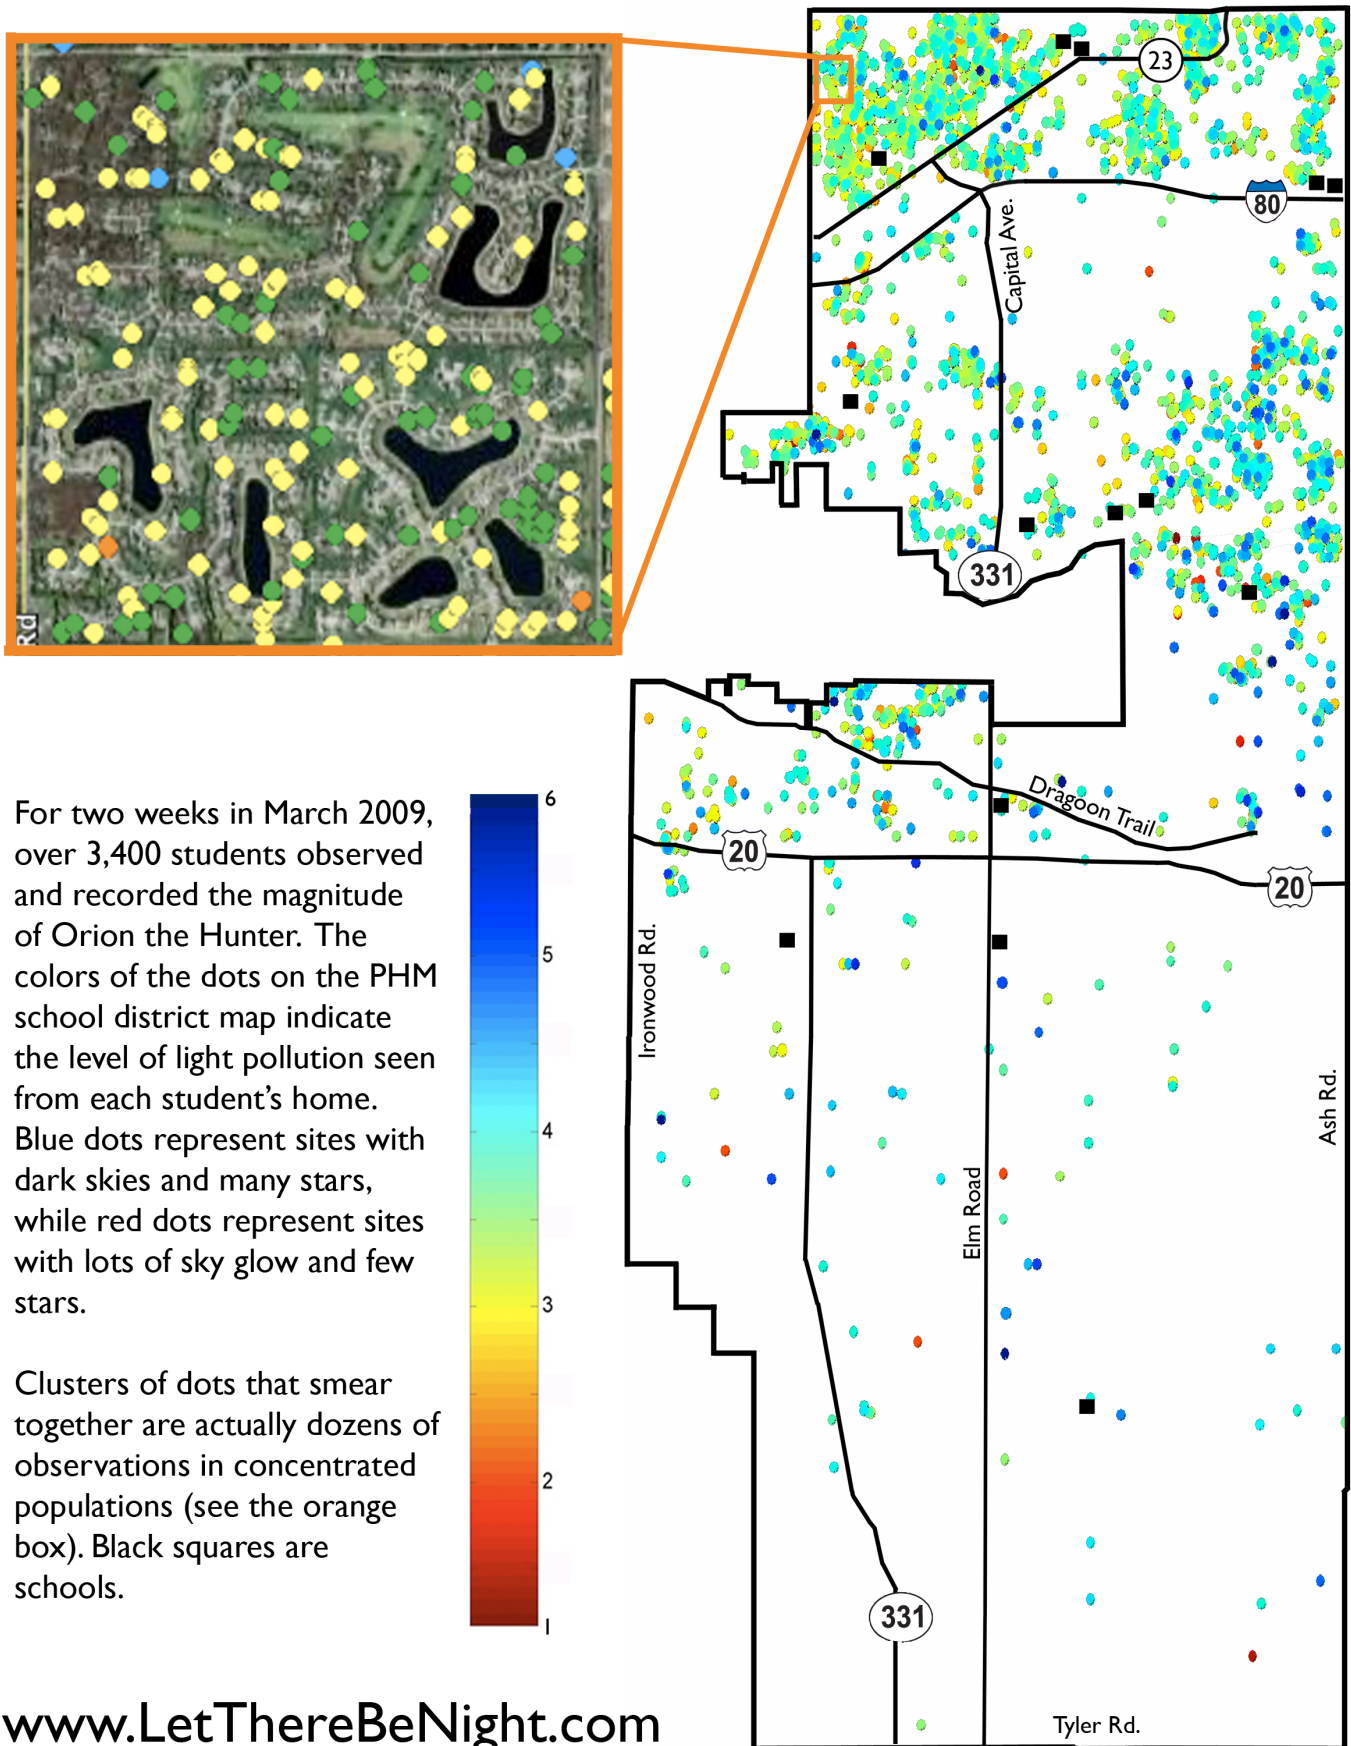 Rd
23
80
Capital Ave.
331
For two weeks in March 2009,
over 3,400 students observed
and recorded the magnitude
of Orion the Hunter. The
colors of the dots on the PHM
school district map indicate
the level of light pollution seen
from each student's home.
Blue dots represent sites with
dark skies and many stars,
while red dots represent sites
with lots of sky glow and few
stars.
Clusters of dots that smear
together are actually dozens of
observations in concentrated
populations (see the orange
box). Black squares are
schools.
6
5
4
3
2
1
Dragoon Trail
20
20
Ironwood Rd.
Elm Road
Ash Rd.
331
Tyler Rd.
www.LetThereBeNight.com